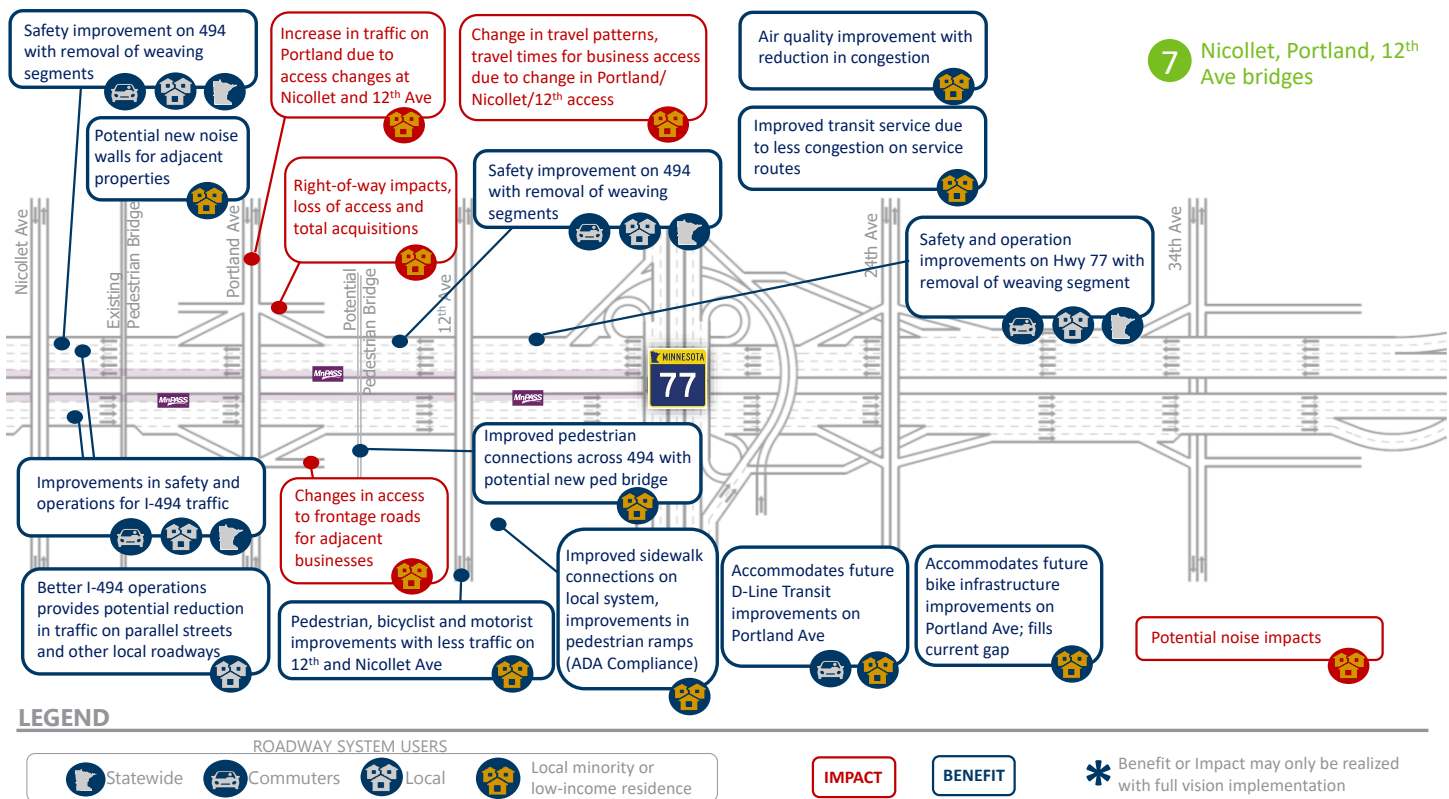 Safety improvement on 494
with removal of weaving
segments
Increase in traffic on
Portland due to
access changes at
Nicollet and 12th Ave
Change in travel patterns,
travel times for business access
due to change in Portland/
Nicollet/12th access
Air quality improvement with
reduction in congestion
7
Nicollet, Portland, 12th
Ave bridges
Potential new noise
walls for adjacent
properties
Improved transit service due
to less congestion on service
routes
Right-of-way impacts,
loss of access and
total acquisitions
Safety improvement on 494
with removal of weaving
segments
Safety and operation
improvements on Hwy 77 with
removal of weaving segment
Nicollet Ave
Existing
Pedestrian Bridge
Portland Ave
Potential
Pedestrian Bridge
12th Ave
24th Ave
34th Ave
MnPASS
MnPASS
MnPASS
MINNESOTA
77
Improvements in safety and
operations for I-494 traffic
Changes in access
to frontage roads
for adjacent
businesses
Improved pedestrian
connections across 494 with
potential new ped bridge
Better I-494 operations
provides potential reduction
in traffic on parallel streets
and other local roadways
Pedestrian, bicyclist and motorist
improvements with less traffic on
12th and Nicollet Ave
Improved sidewalk
connections on
local system,
improvements in
pedestrian ramps
(ADA Compliance)
Accommodates future
D-Line Transit
improvements on
Portland Ave
Accommodates future
bike infrastructure
improvements on
Portland Ave; fills
current gap
Potential noise impacts
LEGEND
ROADWAY SYSTEM USERS
Statewide
Commuters
Local
Local minority or
low-income residence
IMPACT
BENEFIT
* Benefit or Impact may only be realized
with full vision implementation